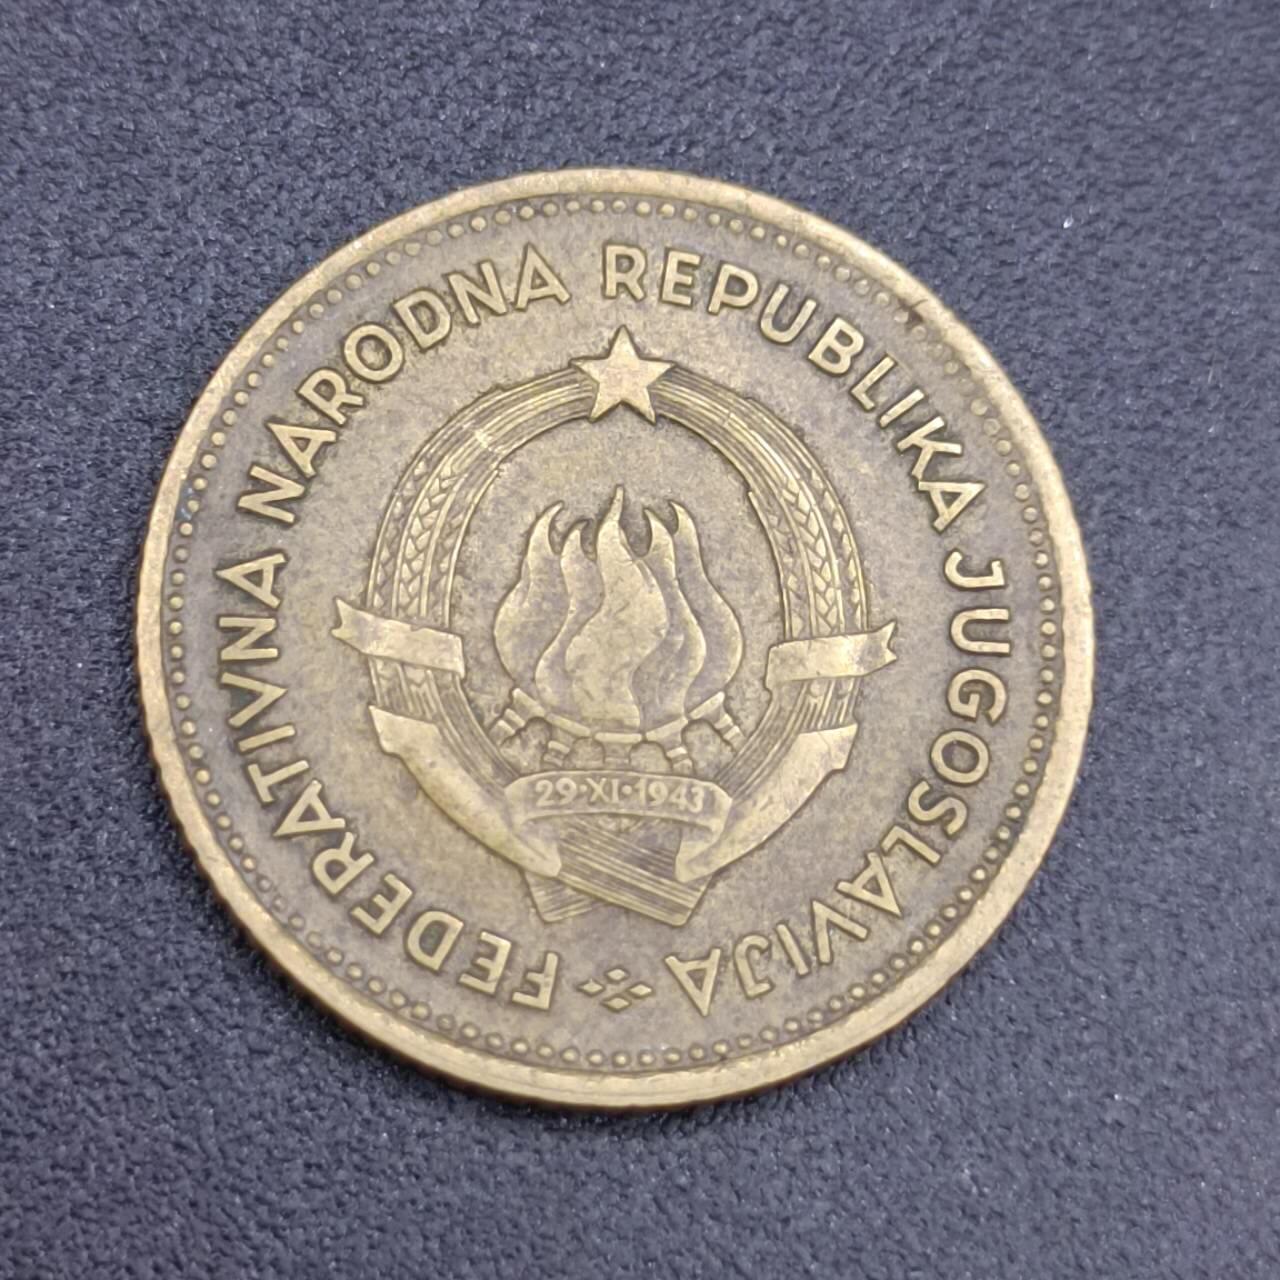 FEDERATIVNA NARODNA REPUBLIKA JUGOSLAVIJA
29·XI·1943